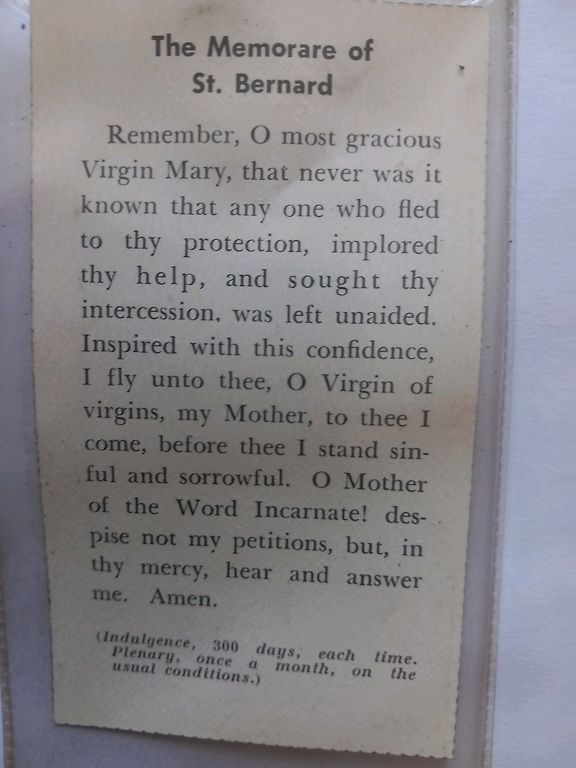 The Memorare of
St. Bernard
Remember, O most gracious
Virgin Mary, that never was it
known that any one who fled
to thy protection, implored
thy help, and sought thy
intercession. was left unaided.
Inspired with this confidence,
I fly unto thee, O Virgin of
virgins, my Mother, to thee I
come, before thee I stand sin-
ful and sorrowful. O Mother
of the Word Incarnate! des-
pise not my petitions, but, in
thy mercy, hear and answer
me. Amen.
(Indulgence, 300 days, each time.
Plenary, once a month, on the
usual conditions.)